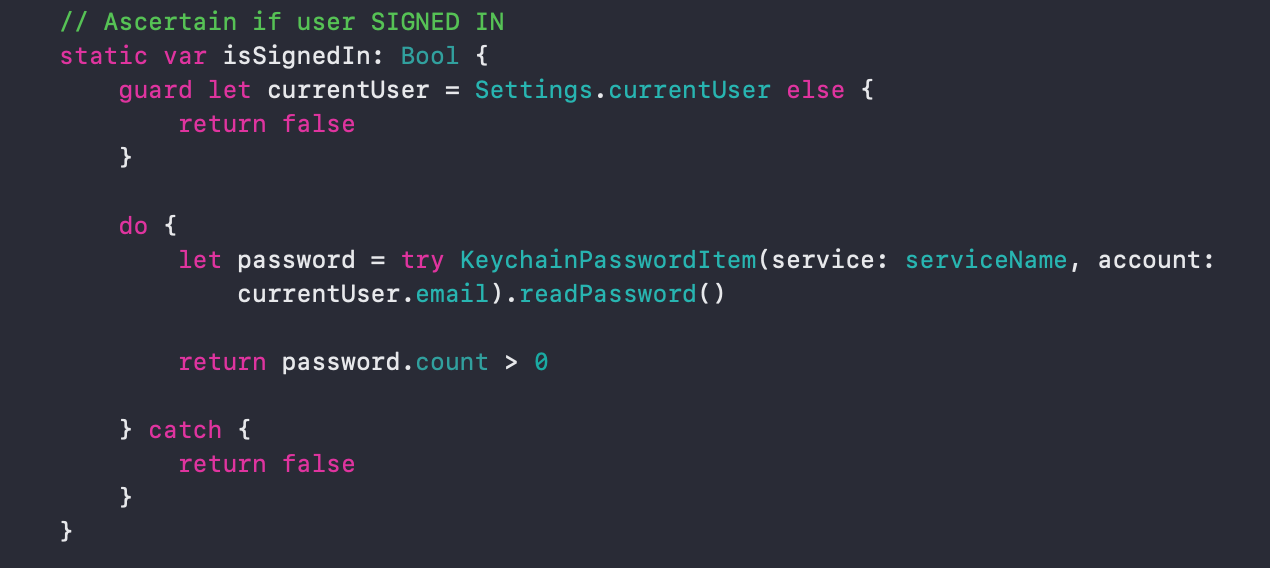 // Ascertain if user SIGNED IN
static var isSignedIn: Bool {
guard let currentUser = Settings.currentUser else {
return false
}
do {
let password = try KeychainPasswordItem(service: serviceName, account:
currentUser.email).readPassword()
return password.count > 0
} catch {
return false
}
}